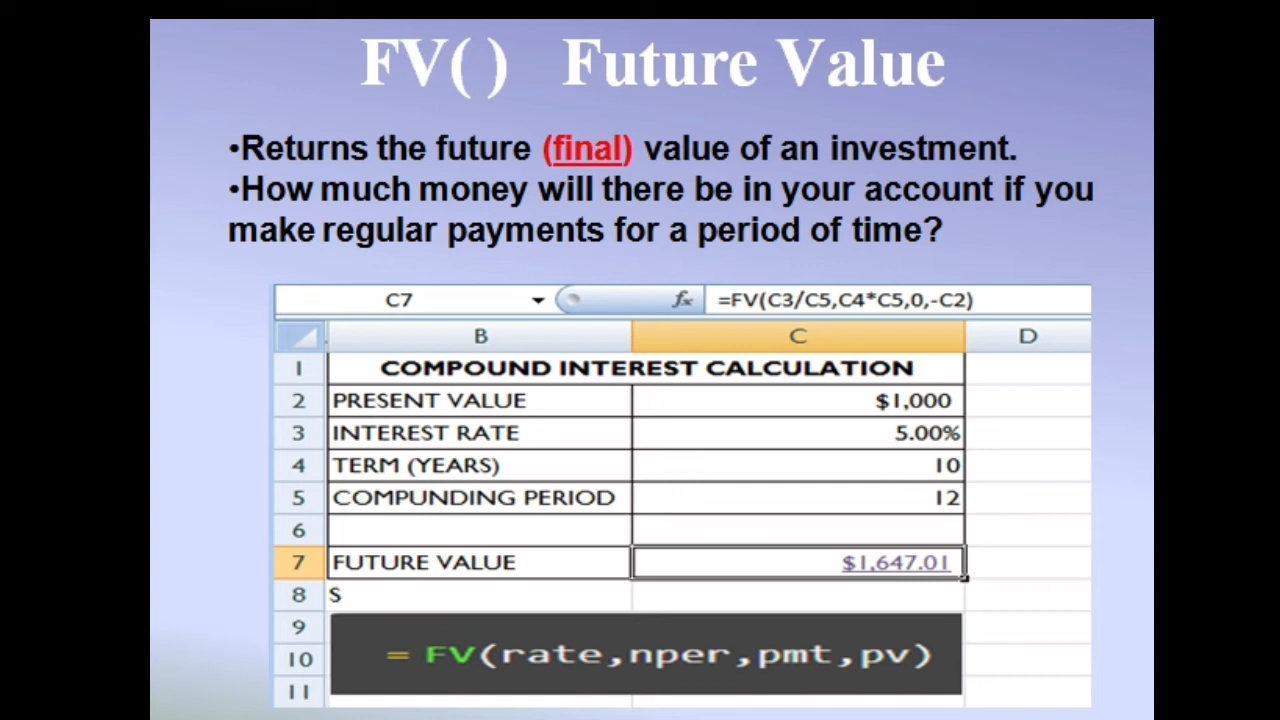 FV( ) Future Value
•Returns the future (final) value of an investment.
•How much money will there be in your account if you
make regular payments for a period of time?
C7 fx =FV(C3/C5,C4*C5,0,-C2)
B C D
1 COMPOUND INTEREST CALCULATION
2 PRESENT VALUE $1,000
3 INTEREST RATE 5.00%
4 TERM (YEARS) 10
5 COMPUNDING PERIOD 12
6
7 FUTURE VALUE $1,647.01
8 S
9
= FV(rate,nper,pmt,pv)
10
11